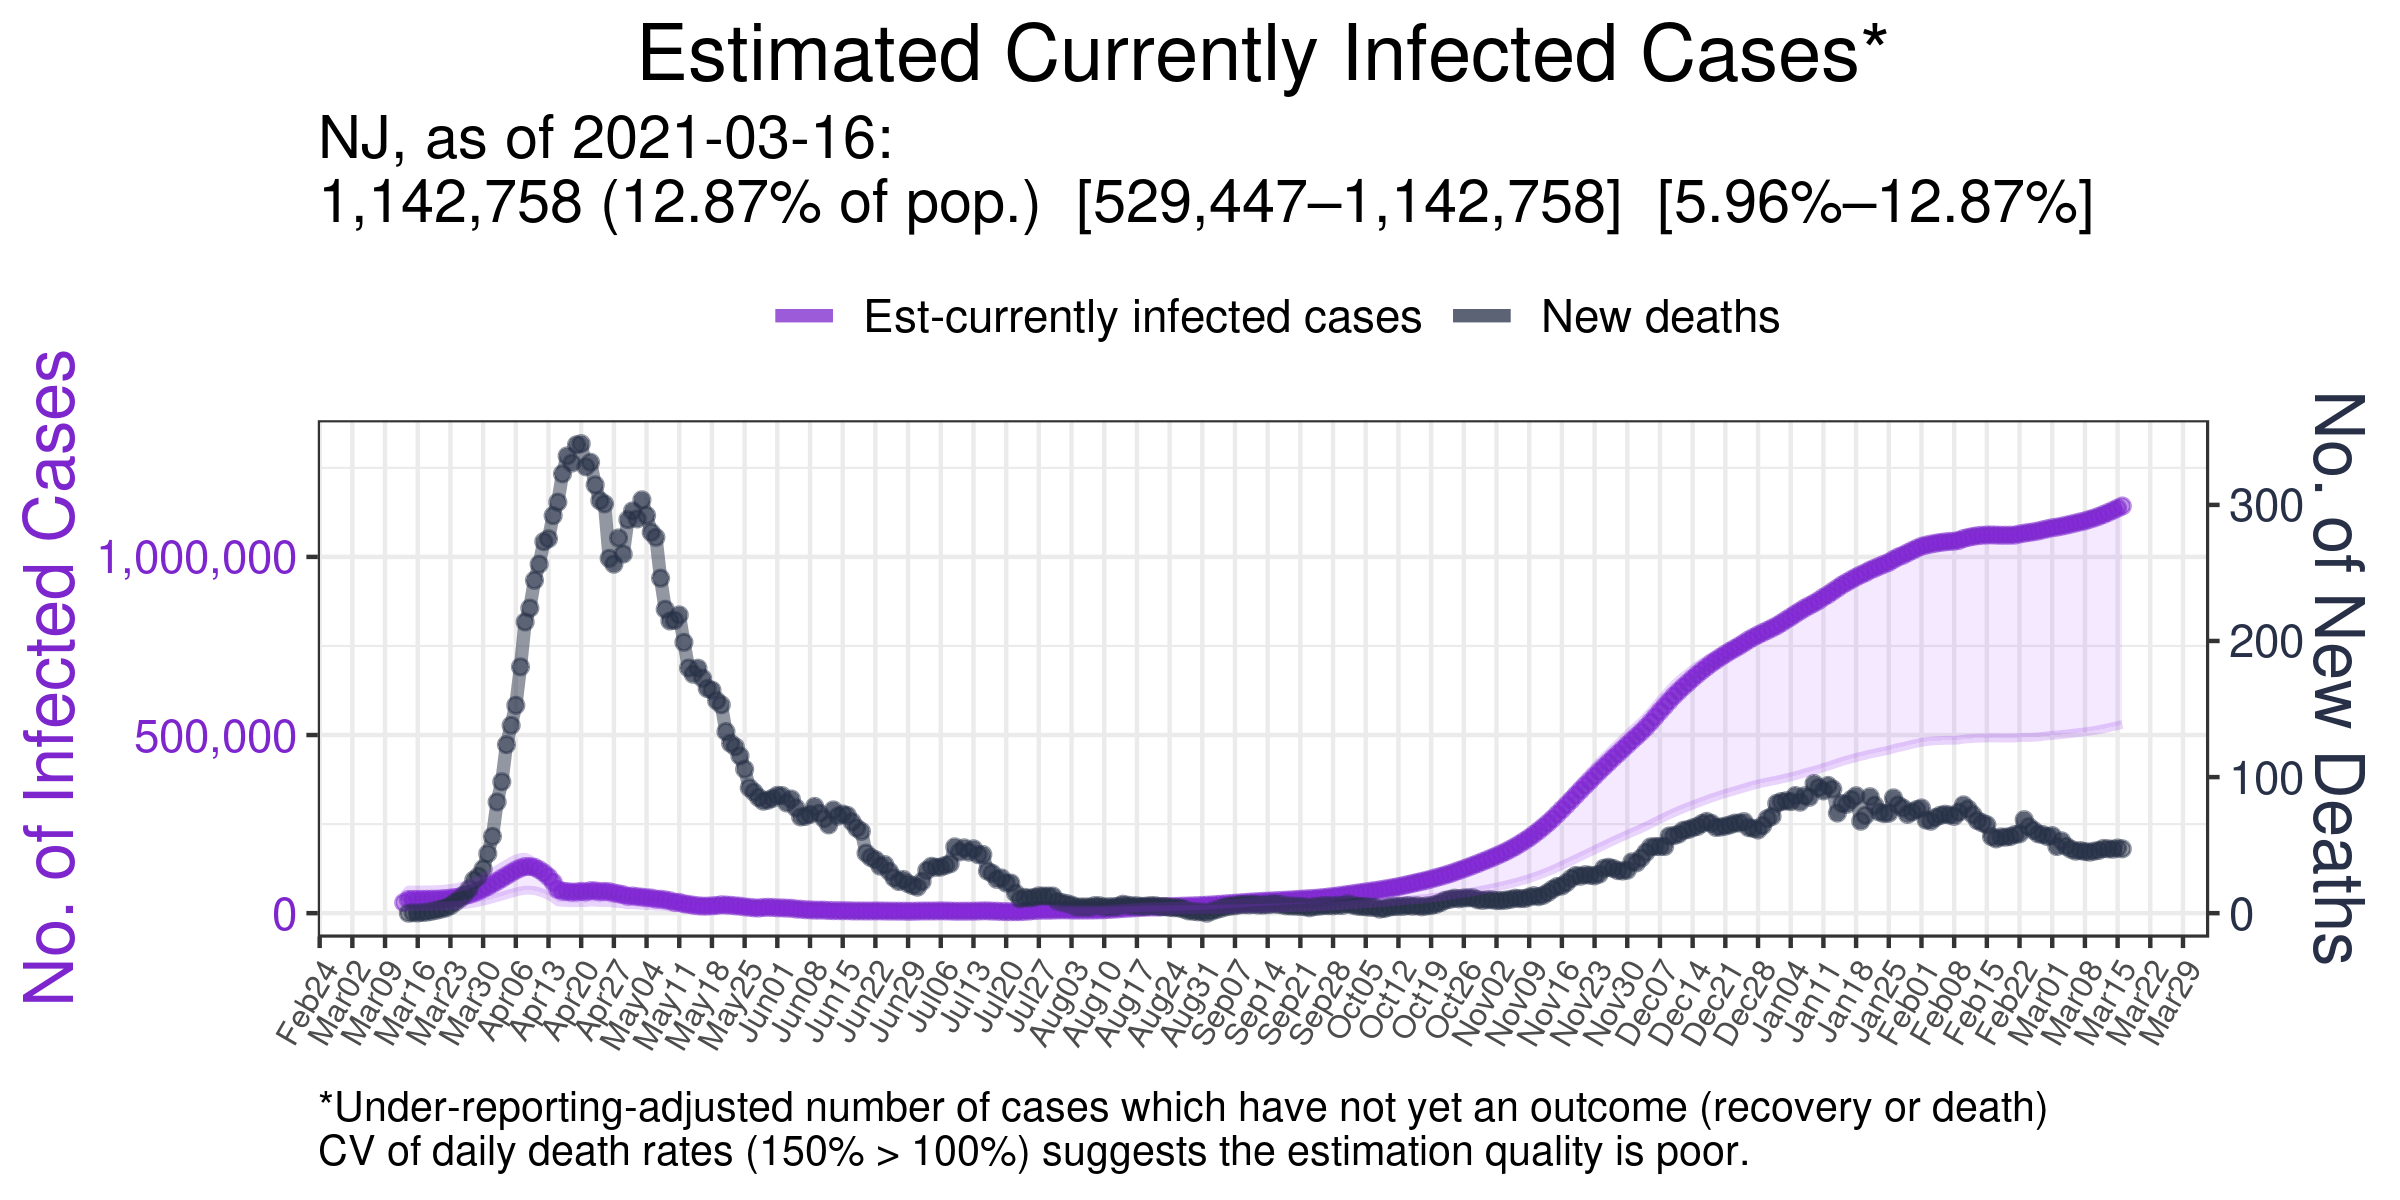 Estimated Currently Infected Cases*
NJ, as of 2021-03-16:
1,142,758 (12.87% of pop.)  [529,447–1,142,758]  [5.96%–12.87%]
Est-currently infected cases
New deaths
No. of Infected Cases
1,000,000
500,000
0
300
200
100
0
No. of New Deaths
Feb24
Mar02
Mar09
Mar16
Mar23
Mar30
Apr06
Apr13
Apr20
Apr27
May04
May11
May18
May25
Jun01
Jun08
Jun15
Jun22
Jun29
Jul06
Jul13
Jul20
Jul27
Aug03
Aug10
Aug17
Aug24
Aug31
Sep07
Sep14
Sep21
Sep28
Oct05
Oct12
Oct19
Oct26
Nov02
Nov09
Nov16
Nov23
Nov30
Dec07
Dec14
Dec21
Dec28
Jan04
Jan11
Jan18
Jan25
Feb01
Feb08
Feb15
Feb22
Mar01
Mar08
Mar15
Mar22
Mar29
*Under-reporting-adjusted number of cases which have not yet an outcome (recovery or death)
CV of daily death rates (150% > 100%) suggests the estimation quality is poor.